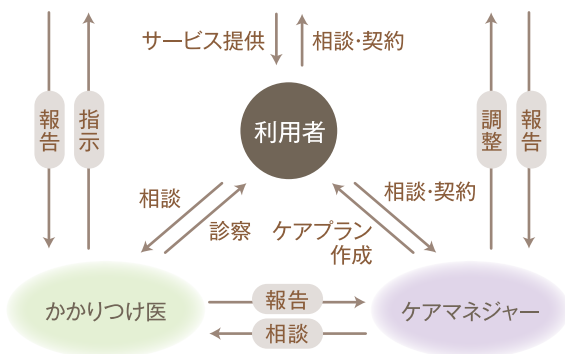 サービス提供
相談・契約
報告
指示
利用者
調整
報告
相談
診察
ケアプラン
作成
相談・契約
かかりつけ医
報告
相談
ケアマネジャー